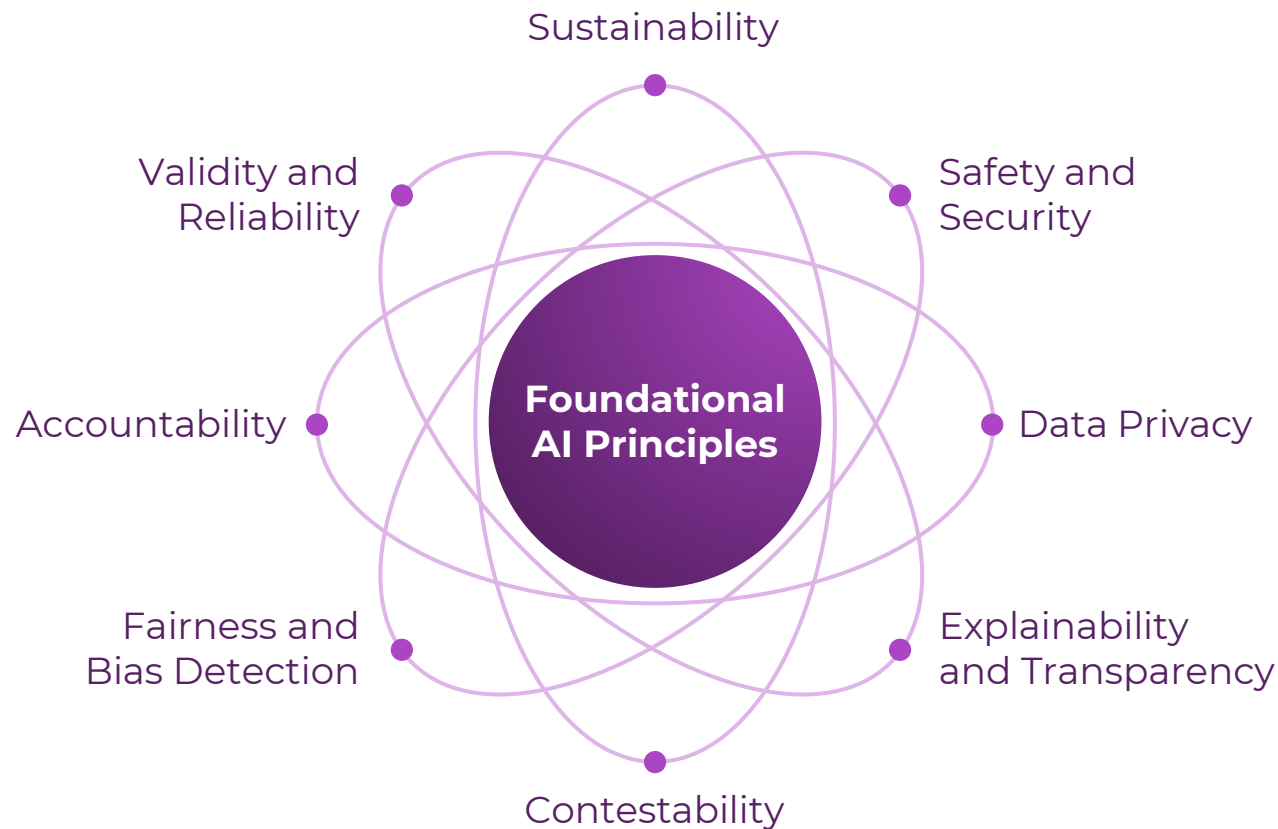 Sustainability
Validity and
Reliability
Safety and
Security
Foundational
AI Principles
Accountability
Data Privacy
Fairness and
Bias Detection
Explainability
and Transparency
Contestability